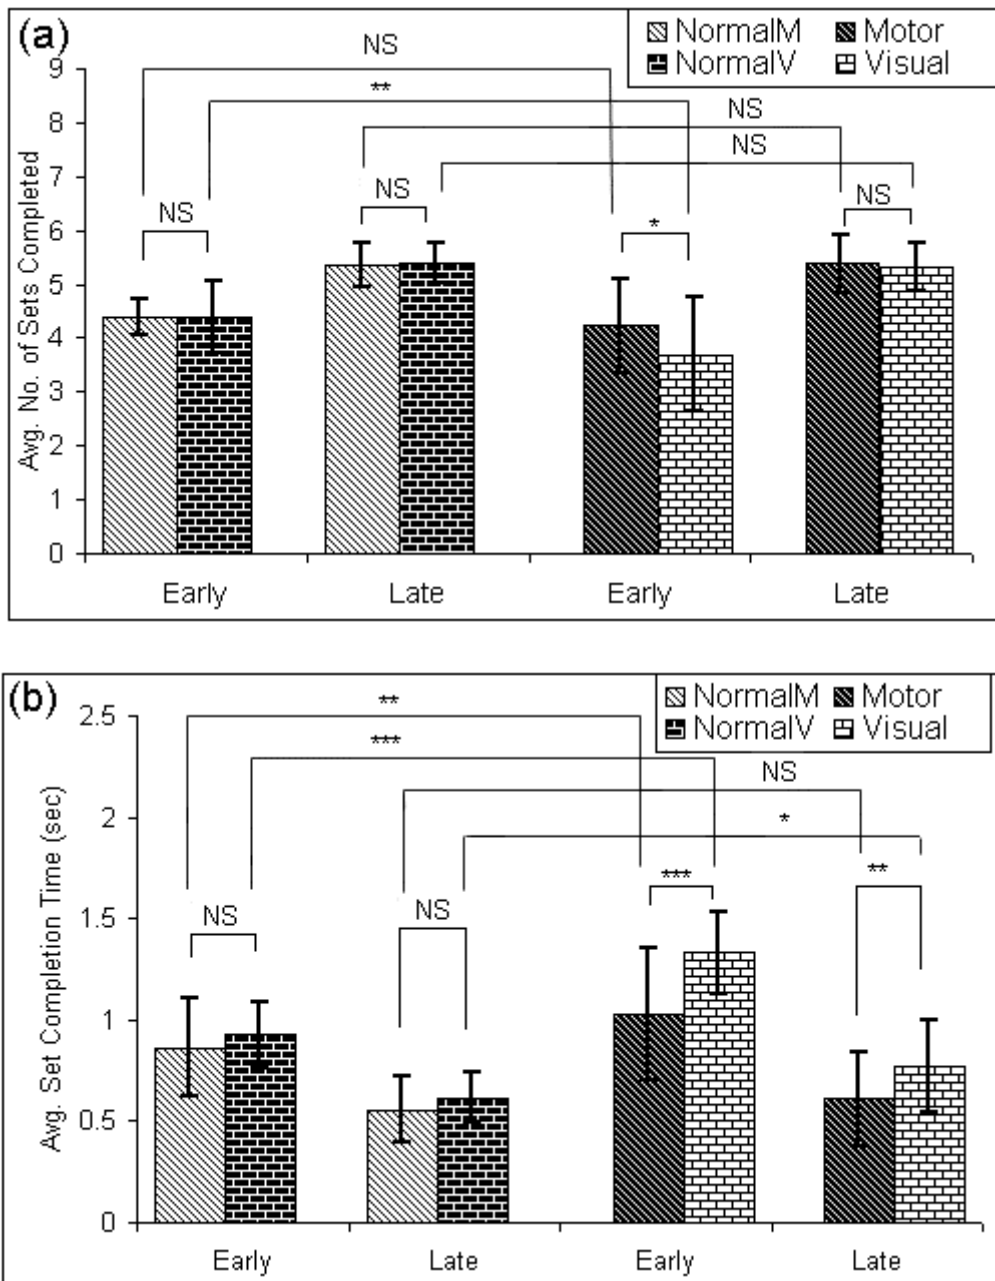 (a)
NormalM Motor
NormalV Visual
NS
**
NS
NS
NS
NS
*
NS
9
8
7
6
5
4
3
2
1
0
Avg. No. of Sets Completed
Early Late Early Late
(b)
NormalM Motor
NormalV Visual
**
***
NS
*
NS
NS
***
**
2.5
2
1.5
1
0.5
0
Avg. Set Completion Time (sec)
Early Late Early Late